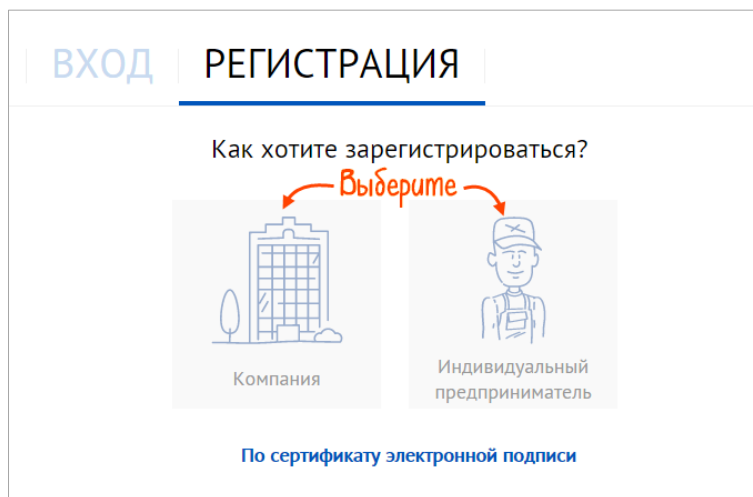 ВХОД РЕГИСТРАЦИЯ
Как хотите зарегистрироваться?
Выберите
Компания
Индивидуальный
предприниматель
По сертификату электронной подписи